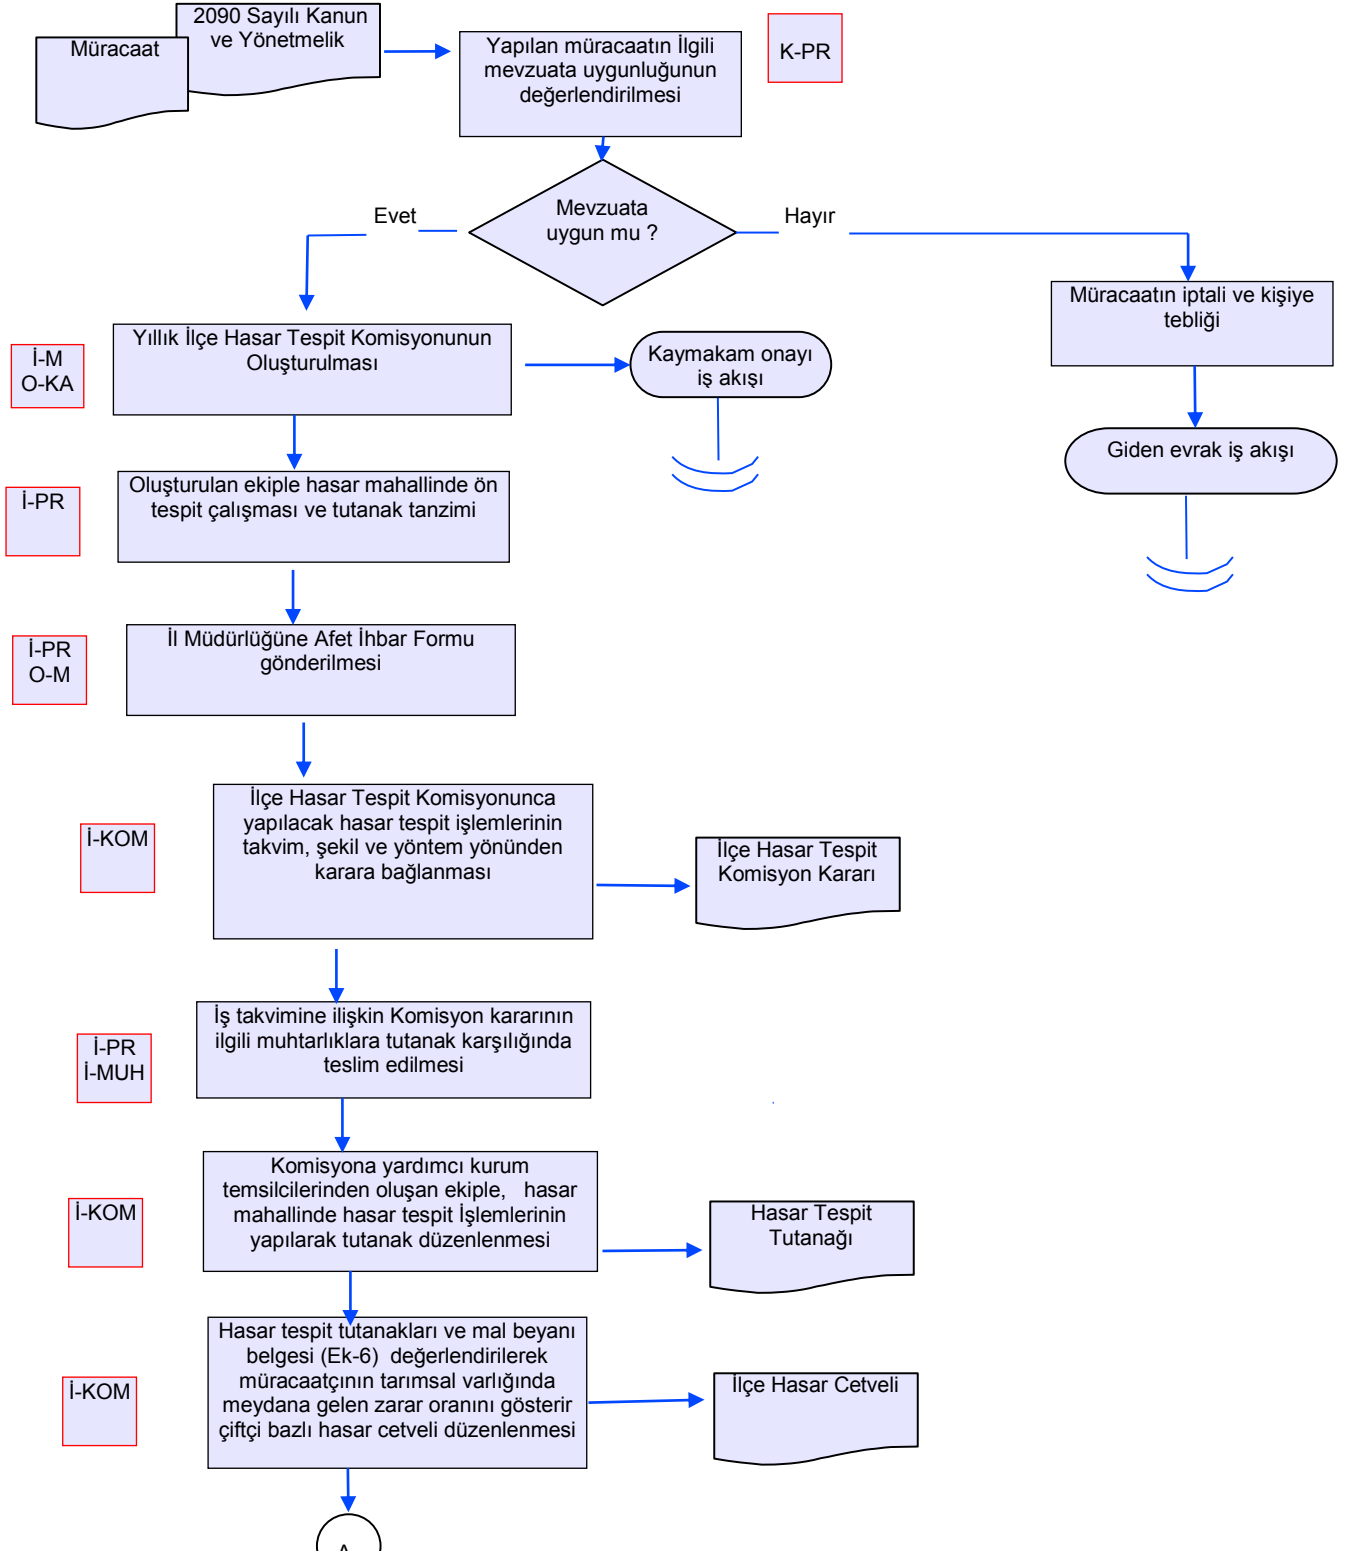 2090 Sayılı Kanun
ve Yönetmelik
Müracaat
Yapılan müracaatın İlgili
mevzuata uygunluğunun
değerlendirilmesi
K-PR
Mevzuata
uygun mu ?
Evet
Hayır
Müracaatın iptali ve kişiye
tebliği
Yıllık İlçe Hasar Tespit Komisyonunun
Oluşturulması
İ-M
O-KA
Kaymakam onayı
iş akışı
Giden evrak iş akışı
Oluşturulan ekiple hasar mahallinde ön
tespit çalışması ve tutanak tanzimi
İ-PR
İl Müdürlüğüne Afet İhbar Formu
gönderilmesi
İ-PR
O-M
İlçe Hasar Tespit Komisyonunca
yapılacak hasar tespit işlemlerinin
takvim, şekil ve yöntem yönünden
karara bağlanması
İ-KOM
İlçe Hasar Tespit
Komisyon Kararı
İş takvimine ilişkin Komisyon kararının
ilgili muhtarlıklara tutanak karşılığında
teslim edilmesi
İ-PR
İ-MUH
Komisyona yardımcı kurum
temsilcilerinden oluşan ekiple,   hasar
mahallinde hasar tespit İşlemlerinin
yapılarak tutanak düzenlenmesi
İ-KOM
Hasar Tespit
Tutanağı
Hasar tespit tutanakları ve mal beyanı
belgesi (Ek-6)  değerlendirilerek
müracaatçının tarımsal varlığında
meydana gelen zarar oranını gösterir
çiftçi bazlı hasar cetveli düzenlenmesi
İ-KOM
İlçe Hasar Cetveli
A